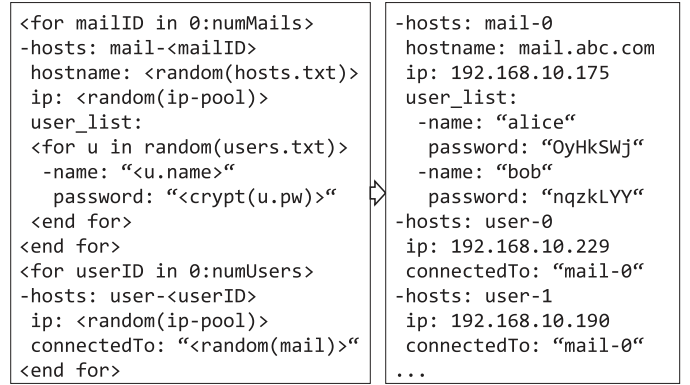 <for mailID in 0:numMails>
-hosts: mail-<mailID>
 hostname: <random(hosts.txt)>
 ip: <random(ip-pool)>
 user_list:
 <for u in random(users.txt)>
  -name: “<u.name>“
   password: “<crypt(u.pw)>“
 <end for>
<end for>
<for userID in 0:numUsers>
-hosts: user-<userID>
 ip: <random(ip-pool)>
 connectedTo: “<random(mail)>“
<end for>
-hosts: mail-0
 hostname: mail.abc.com
 ip: 192.168.10.175
 user_list:
  -name: “alice“
   password: “OyHkSWj“
  -name: “bob“
   password: “nqzkLYY“
-hosts: user-0
 ip: 192.168.10.229
 connectedTo: “mail-0“
-hosts: user-1
 ip: 192.168.10.190
 connectedTo: “mail-0“
...